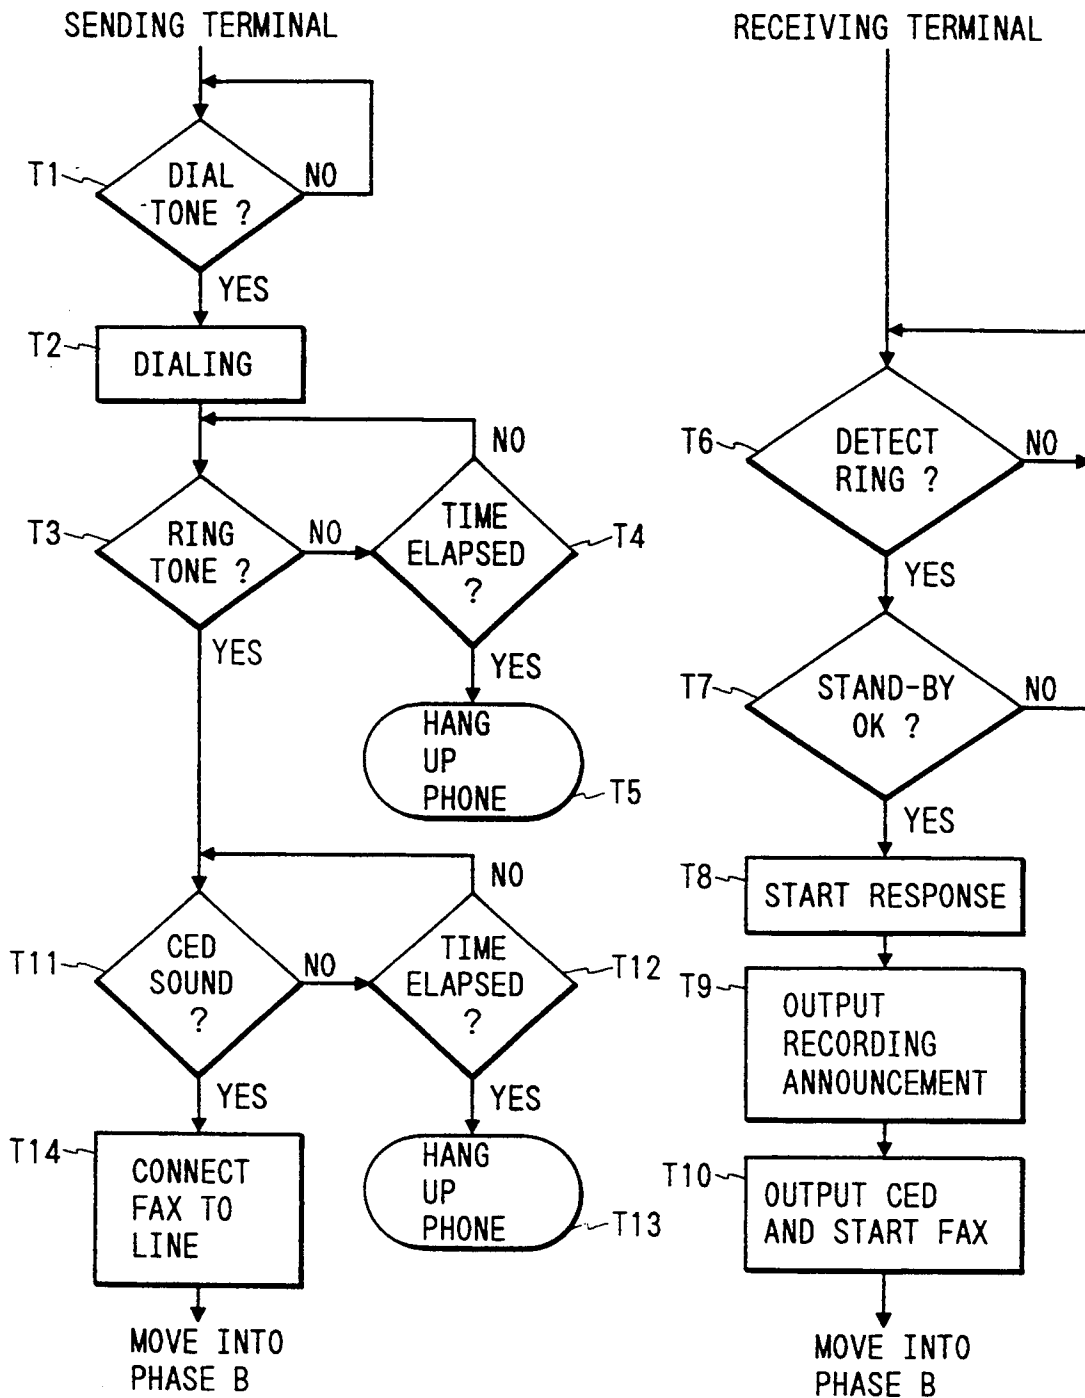 SENDING TERMINAL
T1
DIAL
TONE ?
NO
YES
T2
DIALING
T3
RING
TONE ?
NO
YES
NO
TIME
ELAPSED
?
T4
YES
HANG
UP
PHONE
T5
T11
CED
SOUND
?
NO
YES
NO
TIME
ELAPSED
?
T12
YES
HANG
UP
PHONE
T13
T14
CONNECT
FAX TO
LINE
MOVE INTO
PHASE B
RECEIVING TERMINAL
T6
DETECT
RING ?
NO
YES
T7
STAND-BY
OK ?
NO
YES
T8
START RESPONSE
T9
OUTPUT
RECORDING
ANNOUNCEMENT
T10
OUTPUT CED
AND START FAX
MOVE INTO
PHASE B